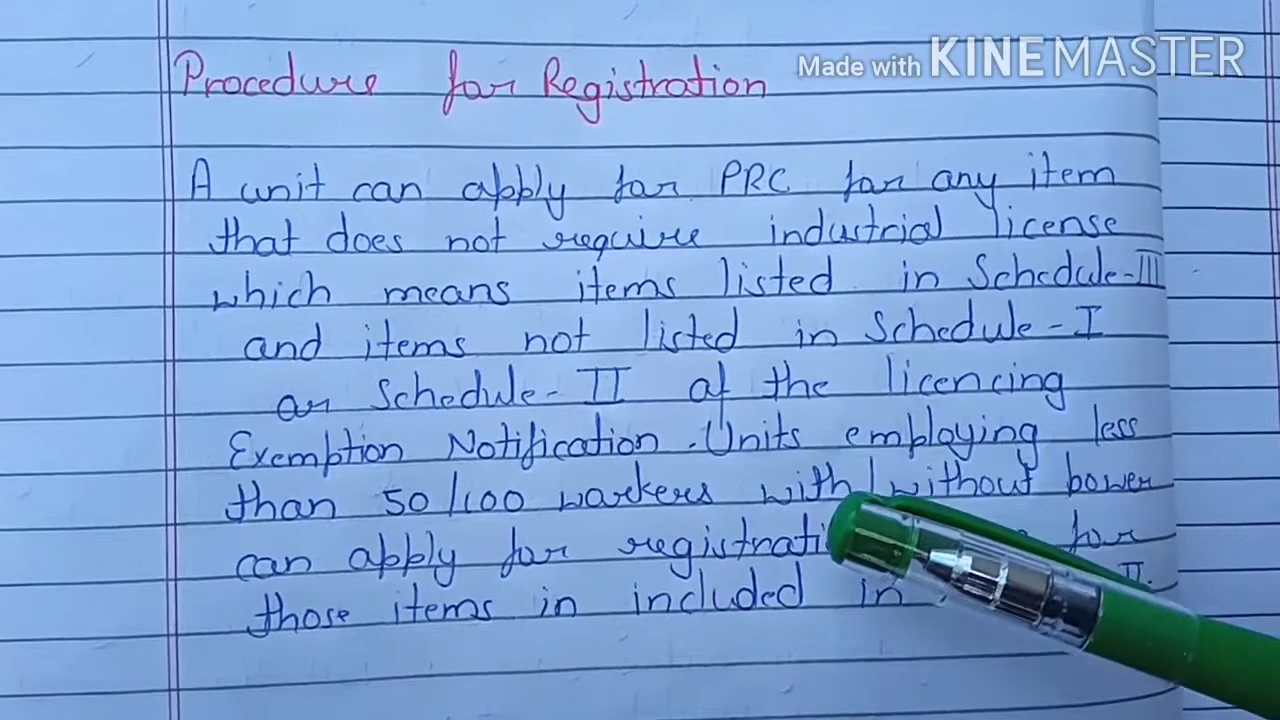 Made with KINEMASTER
Procedure for Registration
A unit can apply for PRC for any item
that does not require industrial license
which means items listed in Schedule-III
and items not listed in Schedule-I
or Schedule-II of the licencing
Exemption Notification. Units employing less
than 50/100 workers with/without power
can apply for for
those items in included in II.